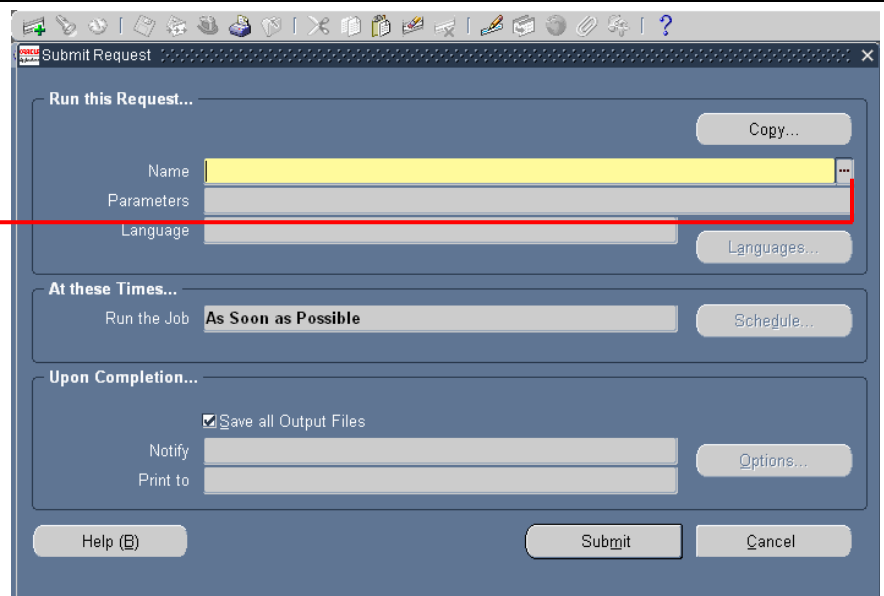 Submit Request
Run this Request...
Copy...
Name
Parameters
Language
Languages...
At these Times...
Run the Job As Soon as Possible
Schedule...
Upon Completion...
Save all Output Files
Notify
Options...
Print to
Help (B)
Submit
Cancel